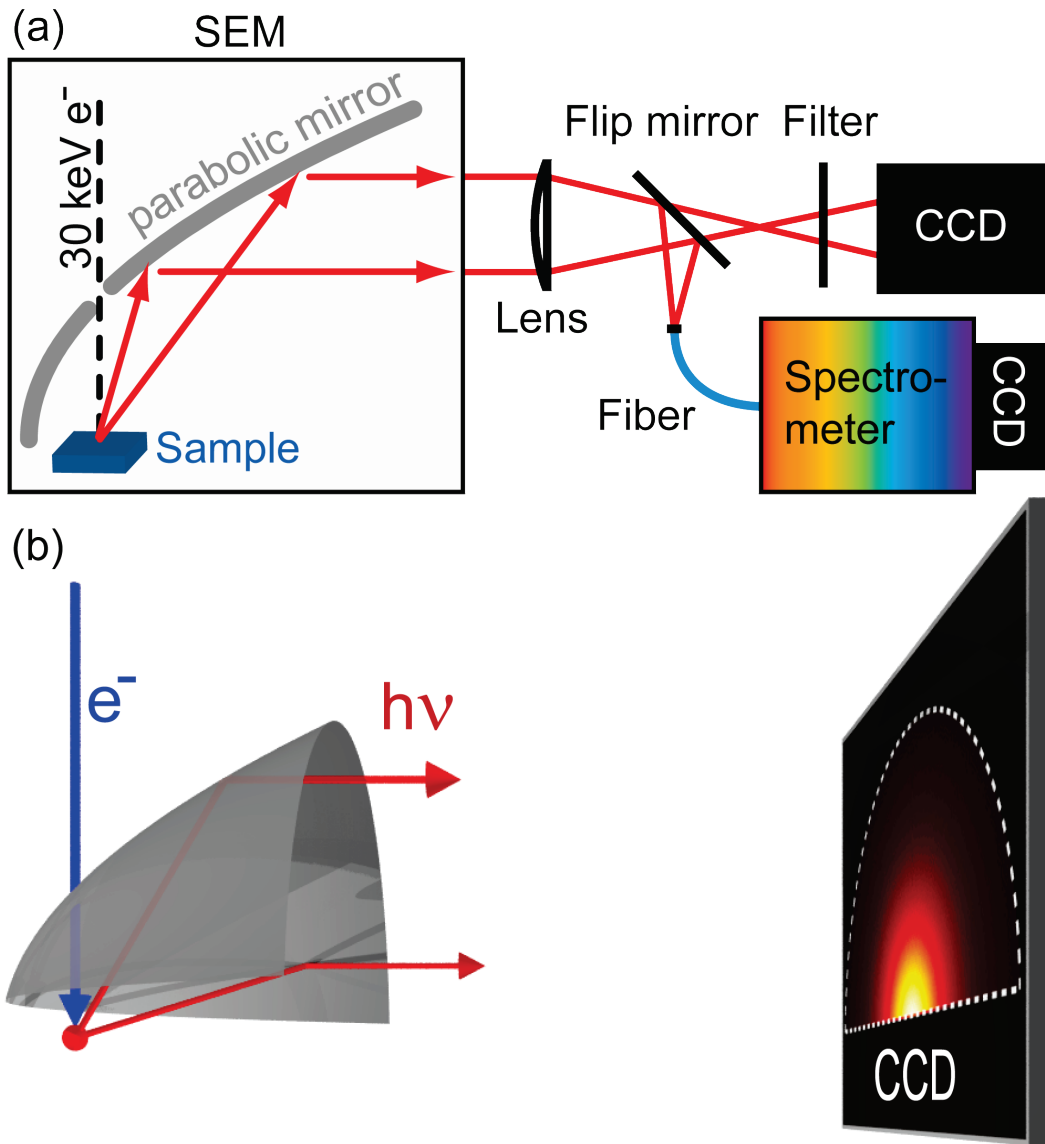 (a)
SEM
30 keV e-
parabolic mirror
Sample
Lens
Flip mirror
Filter
CCD
Fiber
Spectro-
meter
CCD
(b)
e-
hν
CCD